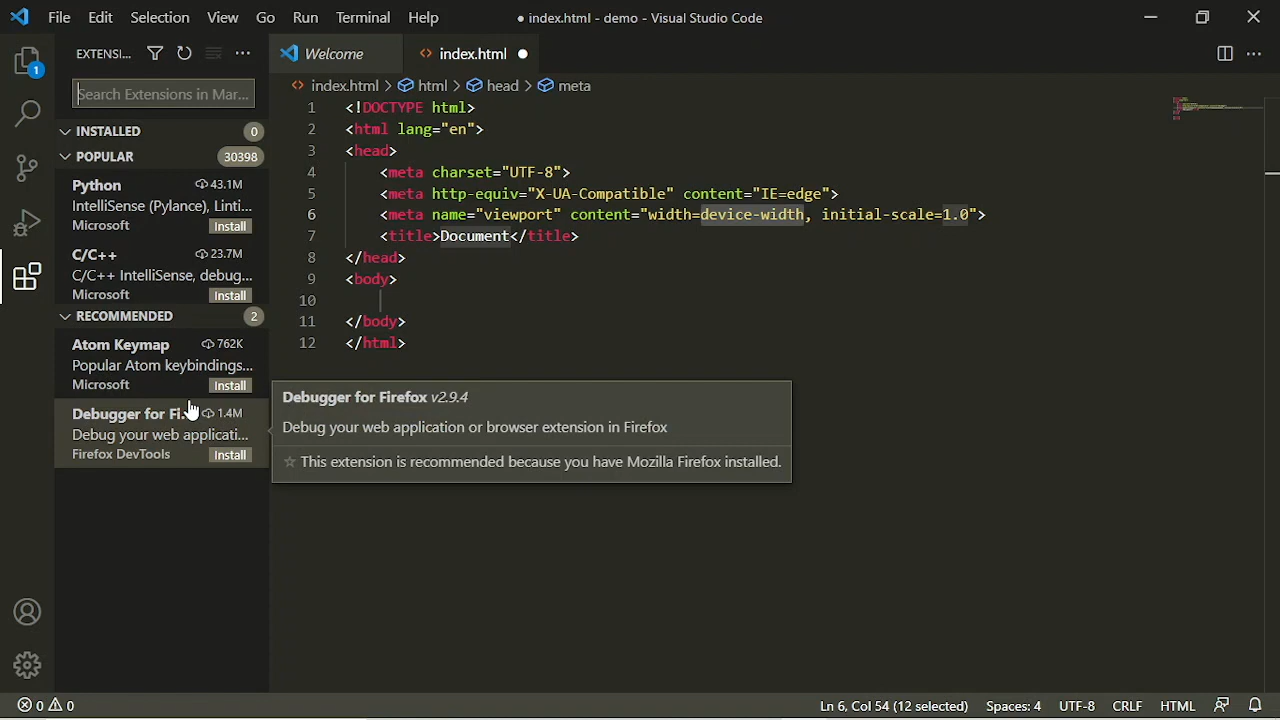 File Edit Selection View Go Run Terminal Help ● index.html - demo - Visual Studio Code
EXTENSI... ···
Welcome
index.html ●
···
1
Search Extensions in Mar...
index.html > html > head > meta
INSTALLED 0
POPULAR 30398
Python 43.1M
IntelliSense (Pylance), Linti...
Microsoft Install
C/C++ 23.7M
C/C++ IntelliSense, debug...
Microsoft Install
RECOMMENDED 2
Atom Keymap 762K
Popular Atom keybindings...
Microsoft Install
Debugger for Fi... 1.4M
Debug your web applicati...
Firefox DevTools Install
1 <!DOCTYPE html>
2 <html lang="en">
3 <head>
4 <meta charset="UTF-8">
5 <meta http-equiv="X-UA-Compatible" content="IE=edge">
6 <meta name="viewport" content="width=device-width, initial-scale=1.0">
7 <title>Document</title>
8 </head>
9 <body>
10
11 </body>
12 </html>
Debugger for Firefox v2.9.4
Debug your web application or browser extension in Firefox
☆ This extension is recommended because you have Mozilla Firefox installed.
0 0 Ln 6, Col 54 (12 selected) Spaces: 4 UTF-8 CRLF HTML